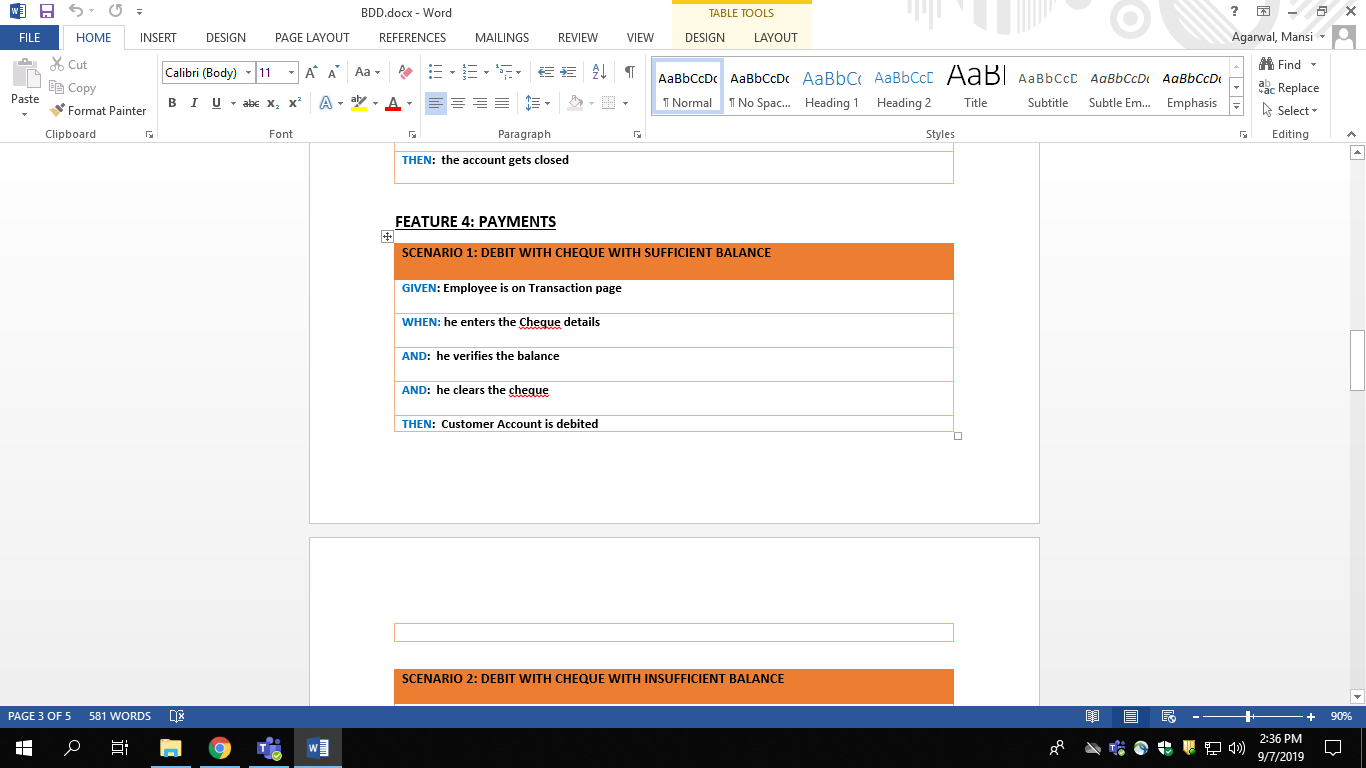 BDD.docx - Word
TABLE TOOLS
FILE
HOME
INSERT
DESIGN
PAGE LAYOUT
REFERENCES
MAILINGS
REVIEW
VIEW
DESIGN
LAYOUT
Agarwal, Mansi
Paste
Cut
Copy
Format Painter
Clipboard
Calibri (Body)
11
Font
Paragraph
AaBbCcDc
¶ Normal
AaBbCcDc
¶ No Spac...
AaBbCc
Heading 1
AaBbCcD
Heading 2
AaB
Title
AaBbCcD
Subtitle
AaBbCcDc
Subtle Em...
AaBbCcDc
Emphasis
Styles
Find
Replace
Select
Editing
THEN: the account gets closed
FEATURE 4: PAYMENTS
SCENARIO 1: DEBIT WITH CHEQUE WITH SUFFICIENT BALANCE
GIVEN: Employee is on Transaction page
WHEN: he enters the Cheque details
AND: he verifies the balance
AND: he clears the cheque
THEN: Customer Account is debited
SCENARIO 2: DEBIT WITH CHEQUE WITH INSUFFICIENT BALANCE
PAGE 3 OF 5
581 WORDS
90%
2:36 PM
9/7/2019